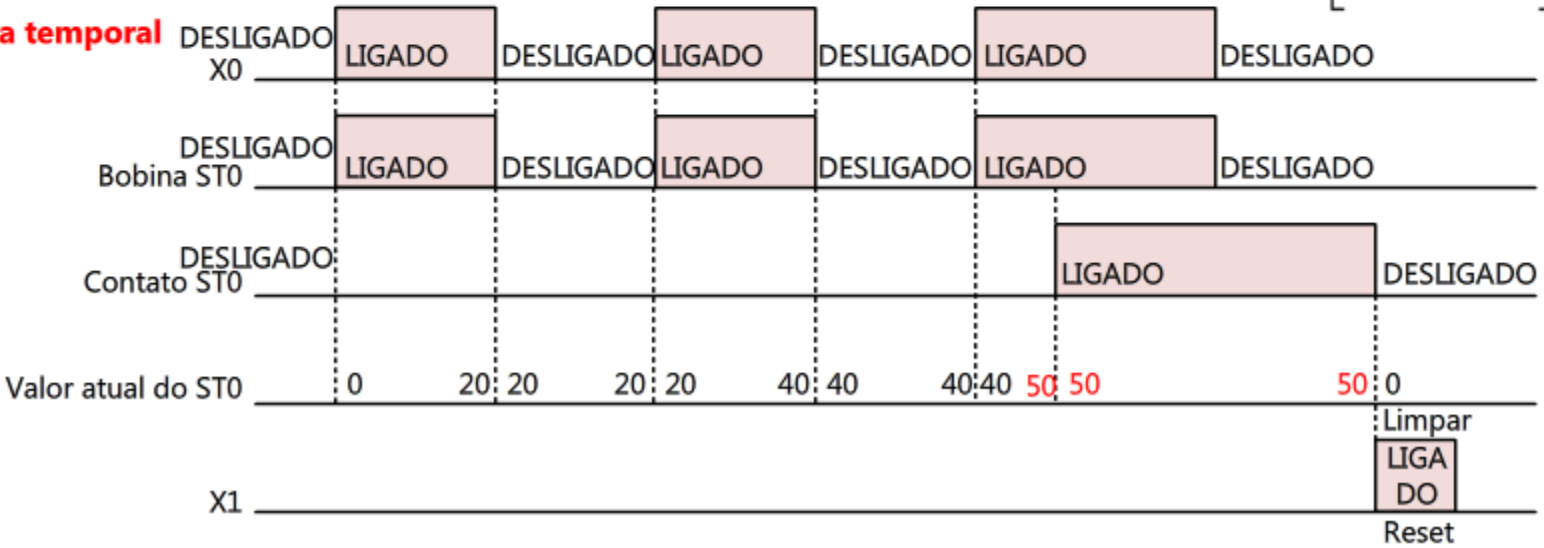 a temporal
DESLIGADO LIGADO DESLIGADO LIGADO DESLIGADO LIGADO DESLIGADO
X0
DESLIGADO LIGADO DESLIGADO LIGADO DESLIGADO LIGADO DESLIGADO
Bobina ST0
DESLIGADO LIGADO DESLIGADO
Contato ST0
Valor atual do ST0 0 20 20 20 20 40 40 40 40 50 50 50 0
Limpar
LIGA
DO
X1
Reset